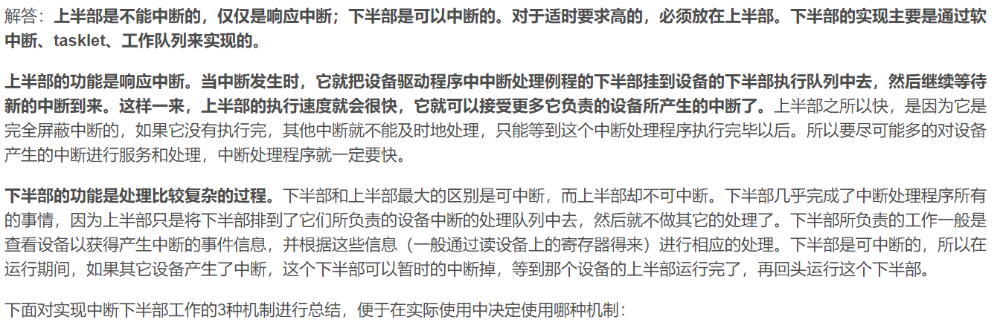 解答：上半部是不能中断的，仅仅是响应中断；下半部是可以中断的。对于适时要求高的，必须放在上半部。下半部的实现主要是通过软
中断、tasklet、工作队列来实现的。
上半部的功能是响应中断。当中断发生时，它就把设备驱动程序中中断处理例程的下半部挂到设备的下半部执行队列中去，然后继续等待
新的中断到来。这样一来，上半部的执行速度就会很快，它就可以接受更多它负责的设备所产生的中断了。上半部之所以快，是因为它是
完全屏蔽中断的，如果它没有执行完，其他中断就不能及时地处理，只能等到这个中断处理程序执行完毕以后。所以要尽可能多的对设备
产生的中断进行服务和处理，中断处理程序就一定要快。
下半部的功能是处理比较复杂的过程。下半部和上半部最大的区别是可中断，而上半部却不可中断。下半部几乎完成了中断处理程序所有
的事情，因为上半部只是将下半部排到了它们所负责的设备中断的处理队列中去，然后就不做其它的处理了。下半部所负责的工作一般是
查看设备以获得产生中断的事件信息，并根据这些信息（一般通过读设备上的寄存器得来）进行相应的处理。下半部是可中断的，所以在
运行期间，如果其它设备产生了中断，这个下半部可以暂时的中断掉，等到那个设备的上半部运行完了，再回头运行这个下半部。
下面对实现中断下半部工作的3种机制进行总结，便于在实际使用中决定使用哪种机制：